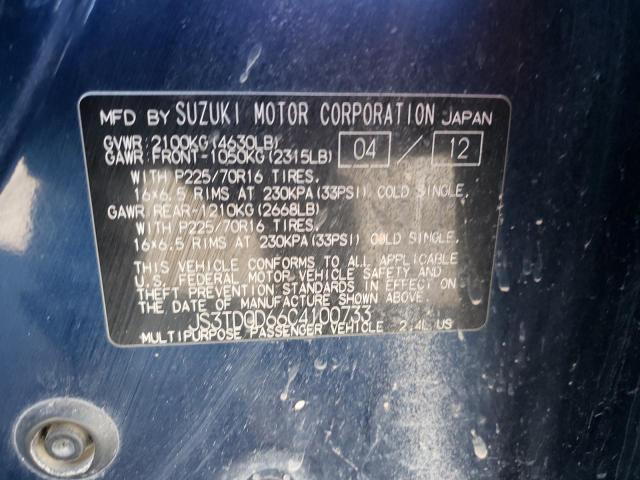 MFD BY SUZUKI MOTOR CORPORATION JAPAN
GVWR: 2100KG(4630LB)
GAWR: FRONT-1050KG(2315LB) 04 / 12
WITH P225/70R16 TIRES,
16×6.5 RIMS AT 230KPA(33PSI) COLD SINGLE,
GAWR: REAR-1210KG(2668LB)
WITH P225/70R16 TIRES,
16×6.5 RIMS AT 230KPA(33PSI) COLD SINGLE,
THIS VEHICLE CONFORMS TO ALL APPLICABLE
U.S. FEDERAL MOTOR VEHICLE SAFETY AND
THEFT PREVENTION STANDARDS IN EFFECT ON
THE DATE OF MANUFACTURE SHOWN ABOVE.
JS3TD0D66C4100733
MULTIPURPOSE PASSENGER VEHICLE 2.4L US